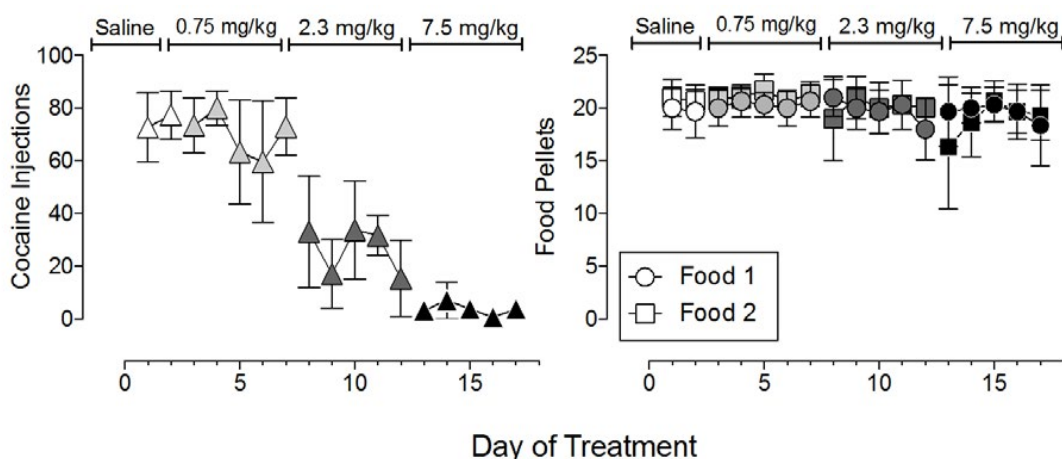 Saline 0.75 mg/kg 2.3 mg/kg 7.5 mg/kg
Cocaine Injections
100
80
60
40
20
0
0 5 10 15
Saline 0.75 mg/kg 2.3 mg/kg 7.5 mg/kg
Food Pellets
25
20
15
10
5
0
Food 1
Food 2
0 5 10 15
Day of Treatment